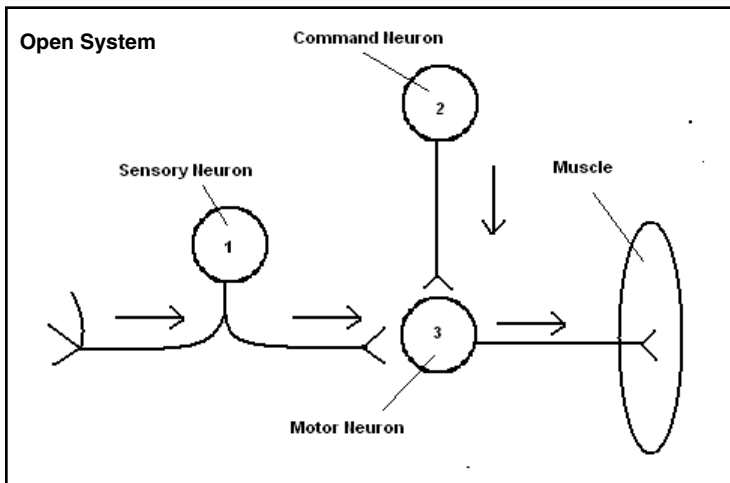 Open System
Command Neuron
2
Sensory Neuron
Muscle
1
3
Motor Neuron